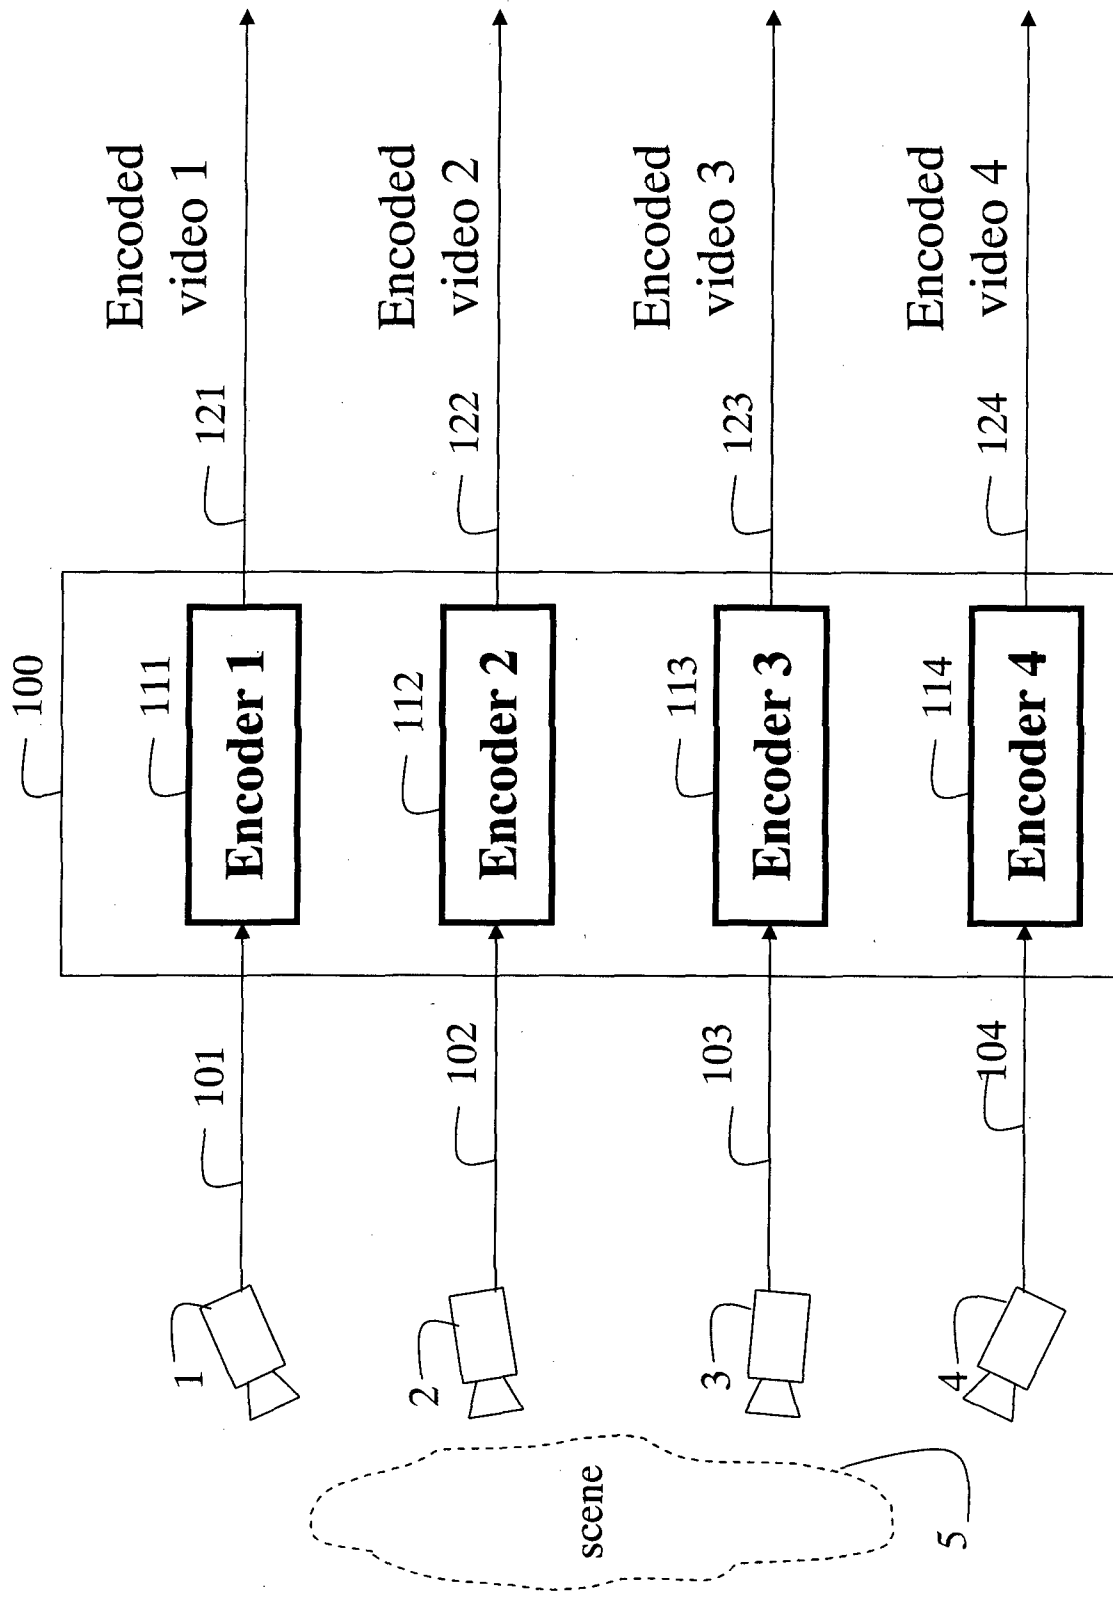 100
1
101
111
Encoder 1
121
Encoded
video 1
2
102
112
Encoder 2
122
Encoded
video 2
scene
3
103
113
Encoder 3
123
Encoded
video 3
4
104
114
Encoder 4
124
Encoded
video 4
5